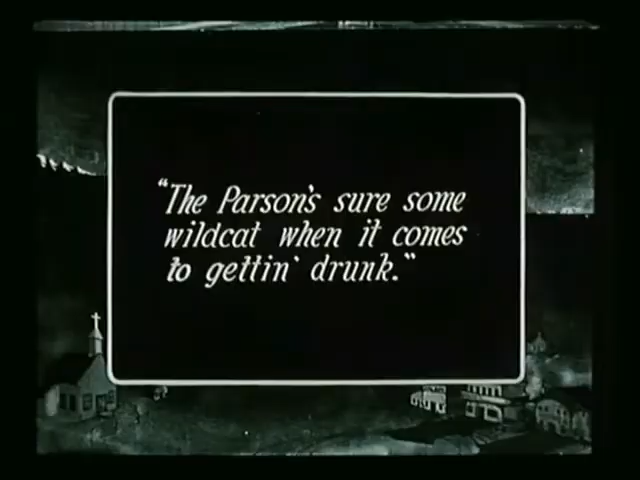 "The Parson's sure some
wildcat when it comes
to gettin' drunk."